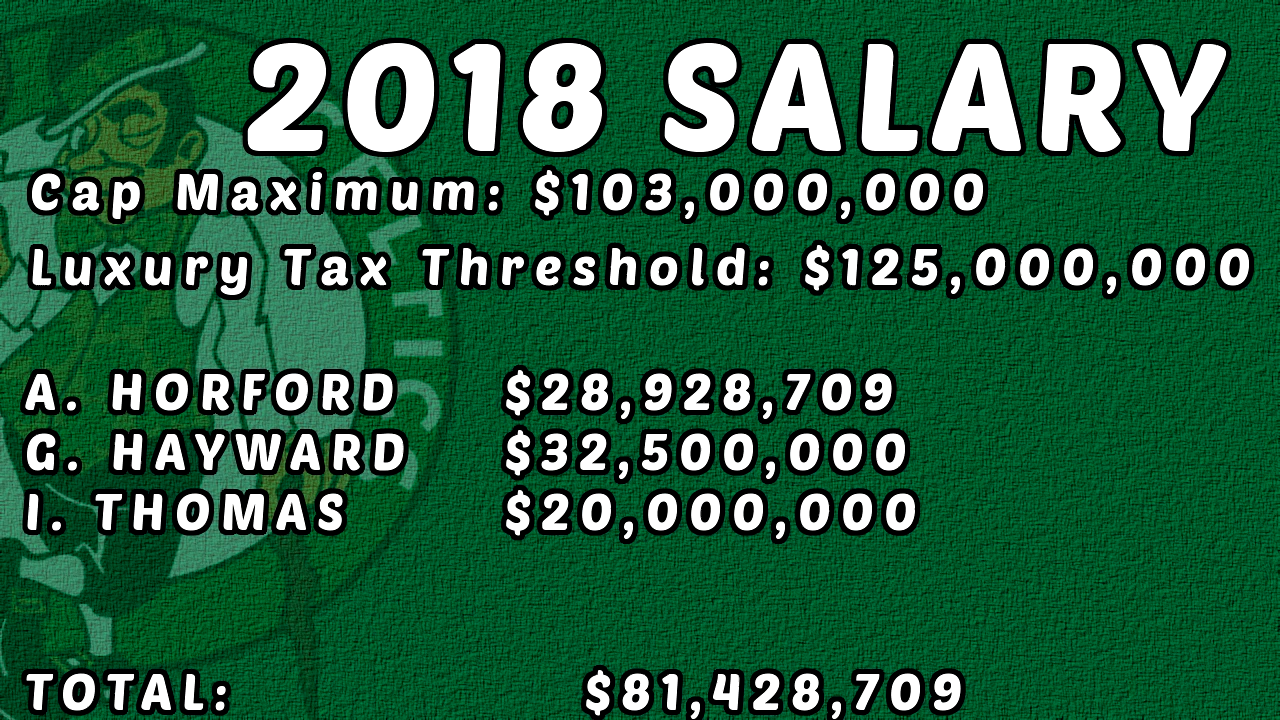 2018 SALARY
Cap Maximum: $103,000,000
Luxury Tax Threshold: $125,000,000
A. HORFORD $28,928,709
G. HAYWARD $32,500,000
I. THOMAS $20,000,000
TOTAL: $81,428,709